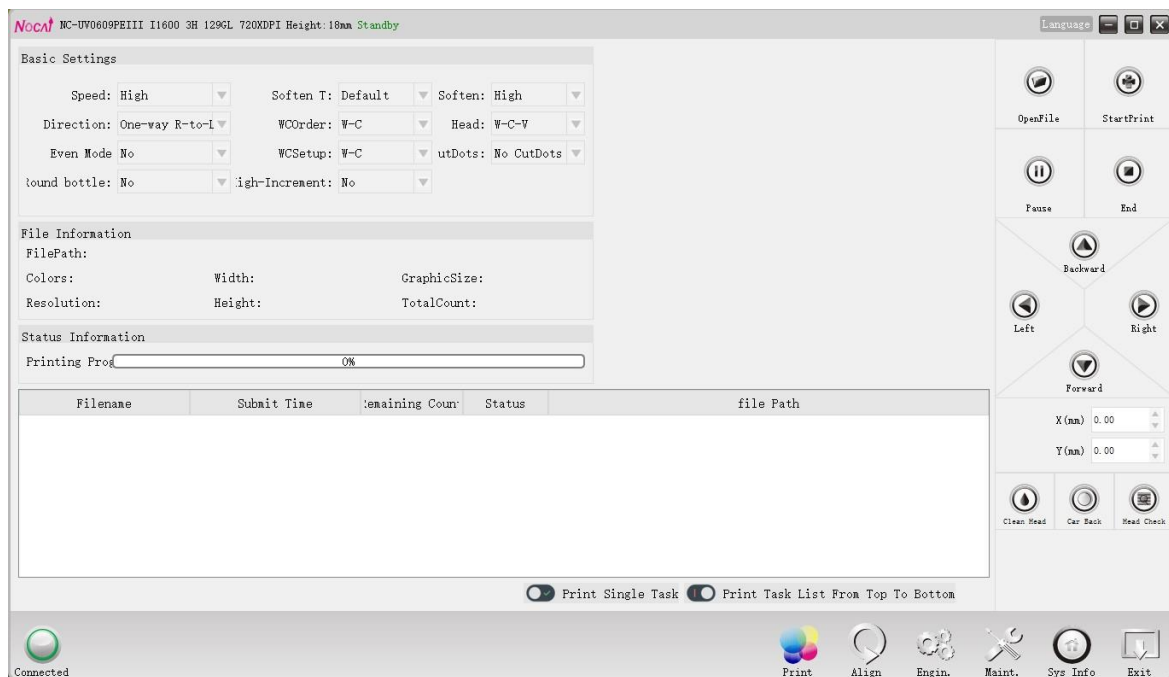 Nocai NC-UV0609PEIII I1600 3H 129GL 720XDPI Height:18mm Standby
Language
Basic Settings
Speed: High Soften T: Default Soften: High
Direction: One-way R-to-L WCOrder: W-C Head: W-C-V
Even Mode No WCSetup: W-C utDots: No CutDots
Round bottle: No igh-Increment: No
File Information
FilePath:
Colors: Width: GraphicSize:
Resolution: Height: TotalCount:
Status Information
Printing Prog 0%
Filename Submit Time emaining Coun Status file Path
Print Single Task Print Task List From Top To Bottom
OpenFile StartPrint
Pause End
Backward
Left Right
Forward
X(mm) 0.00
Y(mm) 0.00
Clean Head Car Back Head Check
Connected Print Align Engin. Maint. Sys Info Exit